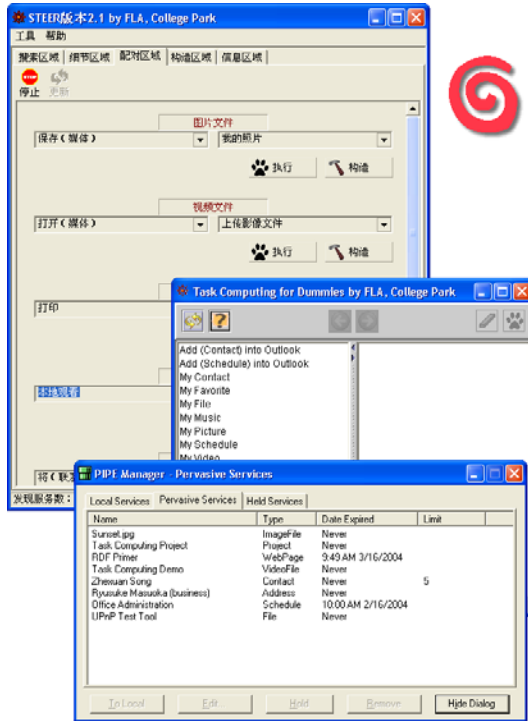 STEER版本2.1 by FLA, College Park
工具 帮助
搜索区域 细节区域 配对区域 构造区域 信息区域
STOP
停止 更新
图片文件
保存(媒体) 我的照片
执行 构造
视频文件
打开(媒体) 上传影像文件
执行 构造
打印
本地观看
将(联系
发现服务数:
Task Computing for Dummies by FLA, College Park
Add (Contact) into Outlook
Add (Schedule) into Outlook
My Contact
My Favorite
My File
My Music
My Picture
My Schedule
My Video
PIPE Manager - Pervasive Services
Local Services Pervasive Services Held Services
Name Type Date Expired Limit
Sunset.jpg ImageFile Never
Task Computing Project Project Never
RDF Primer WebPage 9:49 AM 3/16/2004
Task Computing Demo VideoFile Never
Zhexuan Song Contact Never 5
Ryusuke Masuoka (business) Address Never
Office Administration Schedule 10:00 AM 2/16/2004
UPnP Test Tool File Never
To Local Edit Hold Remove Hide Dialog